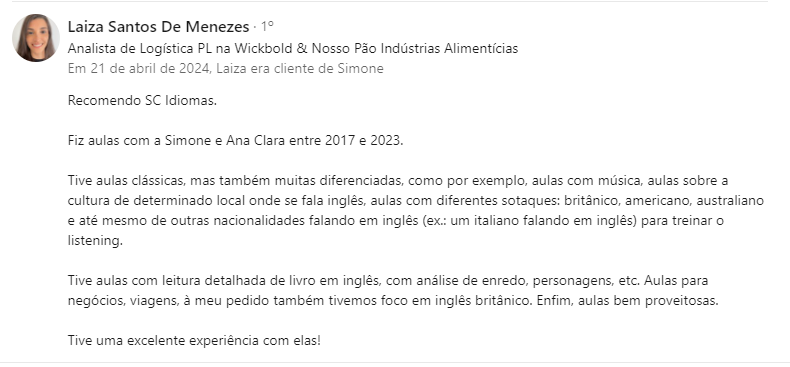 Laiza Santos De Menezes · 1º
Analista de Logística PL na Wickbold & Nosso Pão Indústrias Alimentícias
Em 21 de abril de 2024, Laiza era cliente de Simone
Recomendo SC Idiomas.
Fiz aulas com a Simone e Ana Clara entre 2017 e 2023.
Tive aulas clássicas, mas também muitas diferenciadas, como por exemplo, aulas com música, aulas sobre a
cultura de determinado local onde se fala inglês, aulas com diferentes sotaques: britânico, americano, australiano
e até mesmo de outras nacionalidades falando em inglês (ex.: um italiano falando em inglês) para treinar o
listening.
Tive aulas com leitura detalhada de livro em inglês, com análise de enredo, personagens, etc. Aulas para
negócios, viagens, à meu pedido também tivemos foco em inglês britânico. Enfim, aulas bem proveitosas.
Tive uma excelente experiência com elas!